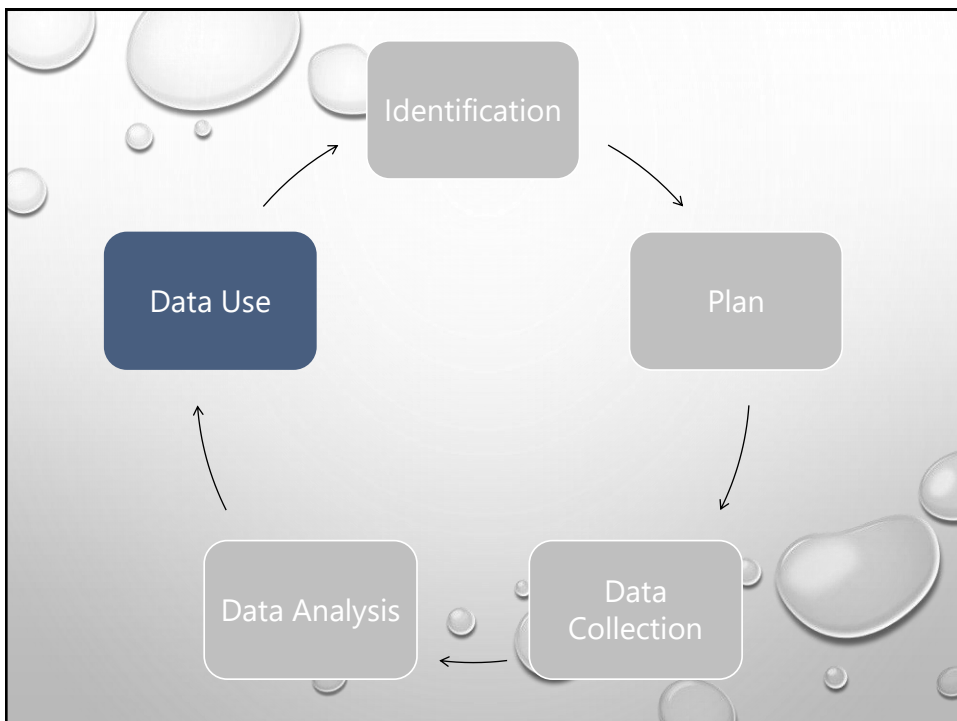 Identification
Plan
Data
Collection
Data Analysis
Data Use